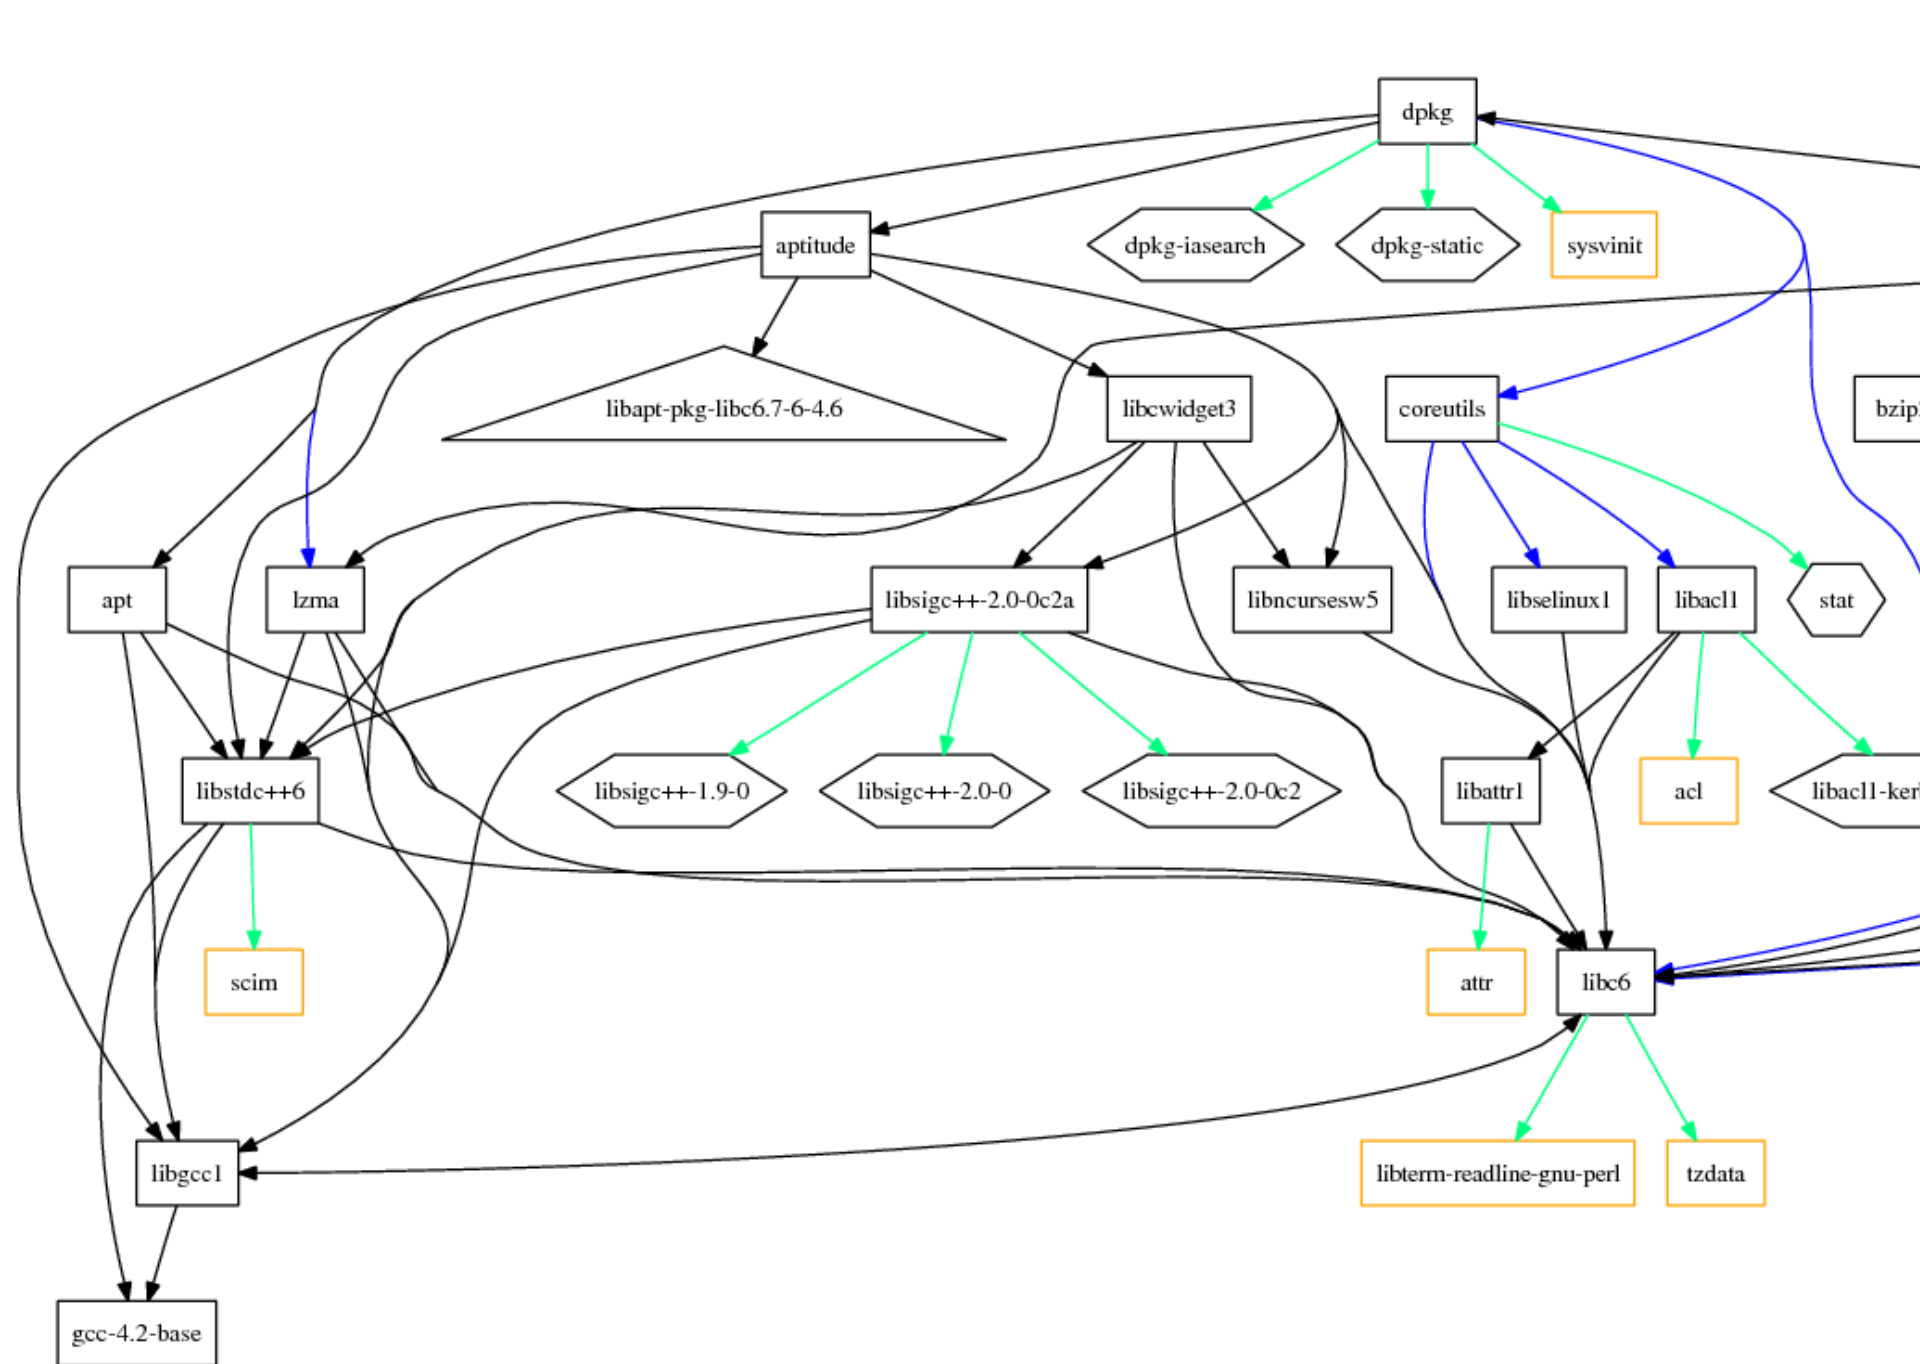 dpkg
aptitude
dpkg-iasearch
dpkg-static
sysvinit
libapt-pkg-libc6.7-6-4.6
libcwidget3
coreutils
apt
lzma
libsigc++-2.0-0c2a
libncursesw5
libselinux1
libacl1
stat
libstdc++6
libsigc++-1.9-0
libsigc++-2.0-0
libsigc++-2.0-0c2
libattr1
acl
libacl1-ker
scim
attr
libc6
libgcc1
libterm-readline-gnu-perl
tzdata
gcc-4.2-base